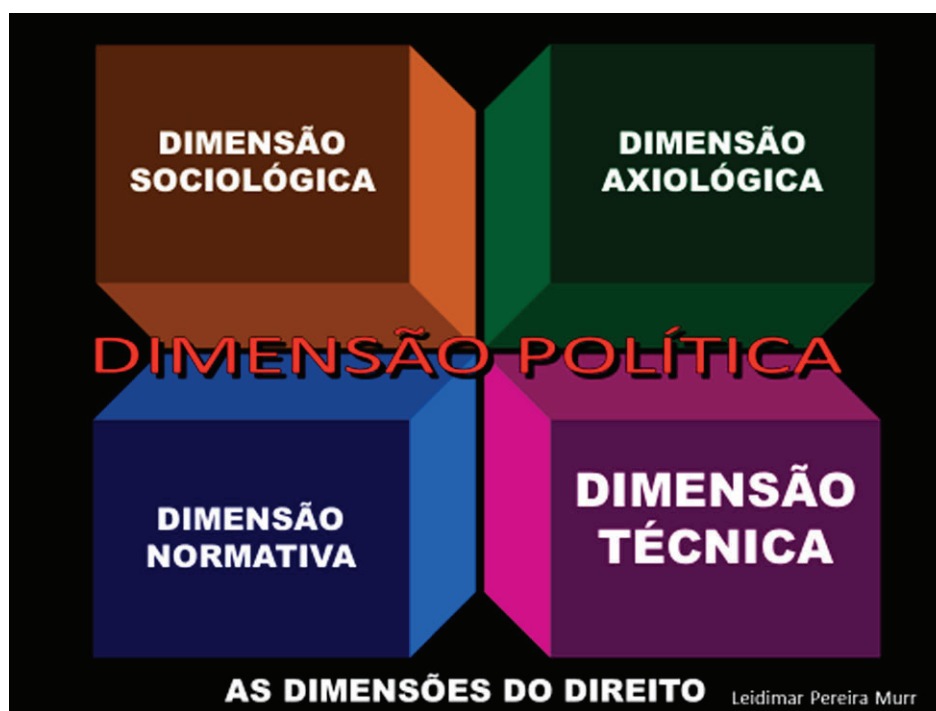 DIMENSÃO
SOCIOLÓGICA
DIMENSÃO
AXIOLÓGICA
DIMENSÃO POLÍTICA
DIMENSÃO
NORMATIVA
DIMENSÃO
TÉCNICA
AS DIMENSÕES DO DIREITO
Leidimar Pereira Murr